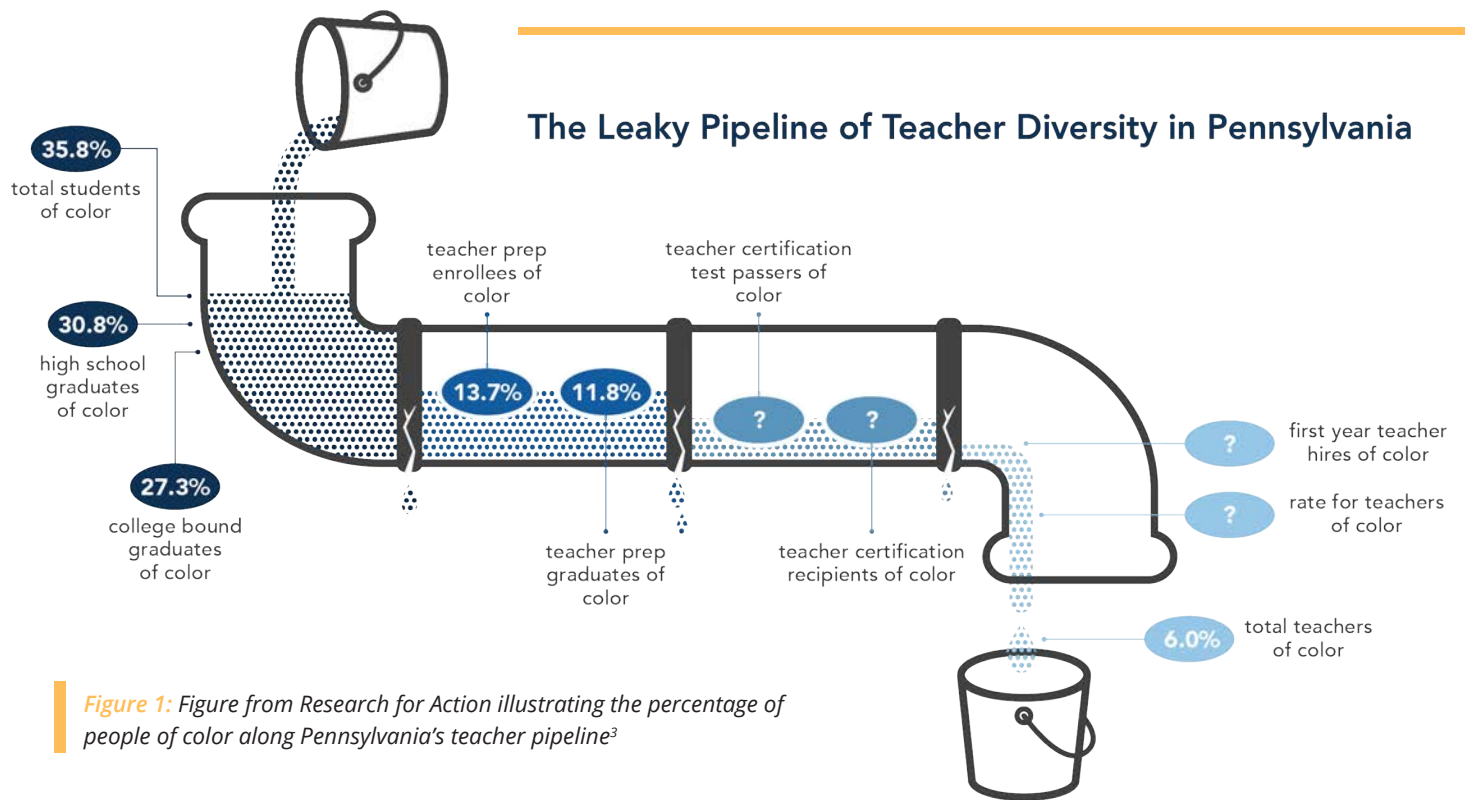 The Leaky Pipeline of Teacher Diversity in Pennsylvania
35.8%
total students
of color
30.8%
high school
graduates
of color
27.3%
college bound
graduates
of color
teacher prep
enrollees of
color
13.7%
11.8%
teacher prep
graduates of
color
teacher certification
test passers of
color
?
?
teacher certification
recipients of color
?
first year teacher
hires of color
?
rate for teachers
of color
6.0%
total teachers
of color
Figure 1: Figure from Research for Action illustrating the percentage of
people of color along Pennsylvania’s teacher pipeline³